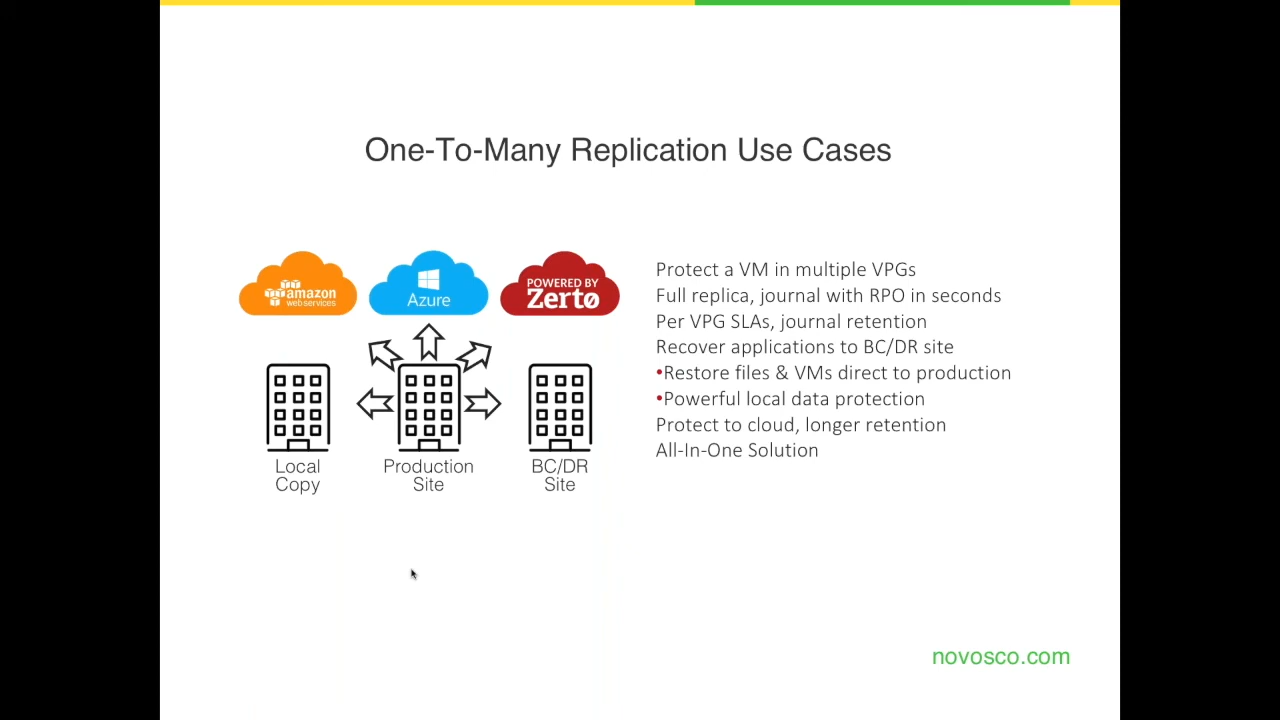 One-To-Many Replication Use Cases
amazon
web services
Azure
POWERED BY
Zerto
Local
Copy
Production
Site
BC/DR
Site
Protect a VM in multiple VPGs
Full replica, journal with RPO in seconds
Per VPG SLAs, journal retention
Recover applications to BC/DR site
•Restore files & VMs direct to production
•Powerful local data protection
Protect to cloud, longer retention
All-In-One Solution
novosco.com